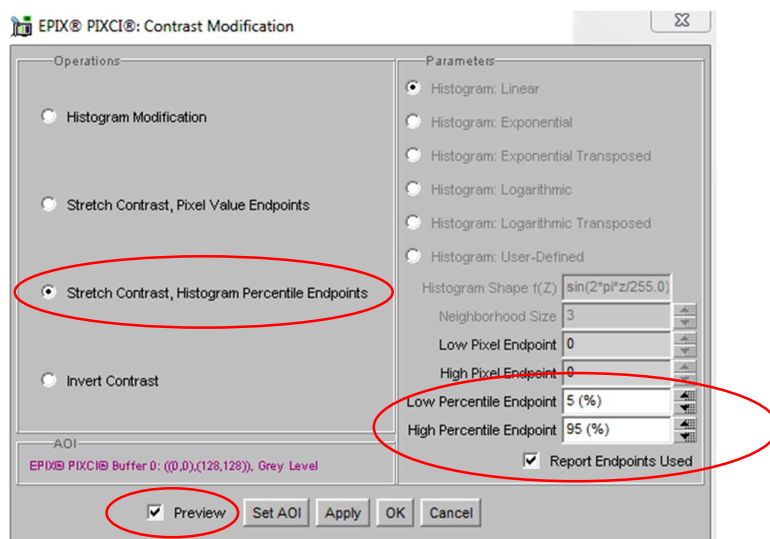 EPIX® PIXCI®: Contrast Modification
Operations
Histogram Modification
Stretch Contrast, Pixel Value Endpoints
Stretch Contrast, Histogram Percentile Endpoints
Invert Contrast
AOI
EPIX® PIXCI® Buffer 0: ((0,0),(128,128)), Grey Level
Parameters
Histogram: Linear
Histogram: Exponential
Histogram: Exponential Transposed
Histogram: Logarithmic
Histogram: Logarithmic Transposed
Histogram: User-Defined
Histogram Shape f(Z) sin(2*pi*z/255.0)
Neighborhood Size 3
Low Pixel Endpoint 0
High Pixel Endpoint 0
Low Percentile Endpoint 5 (%)
High Percentile Endpoint 95 (%)
Report Endpoints Used
Preview Set AOI Apply OK Cancel